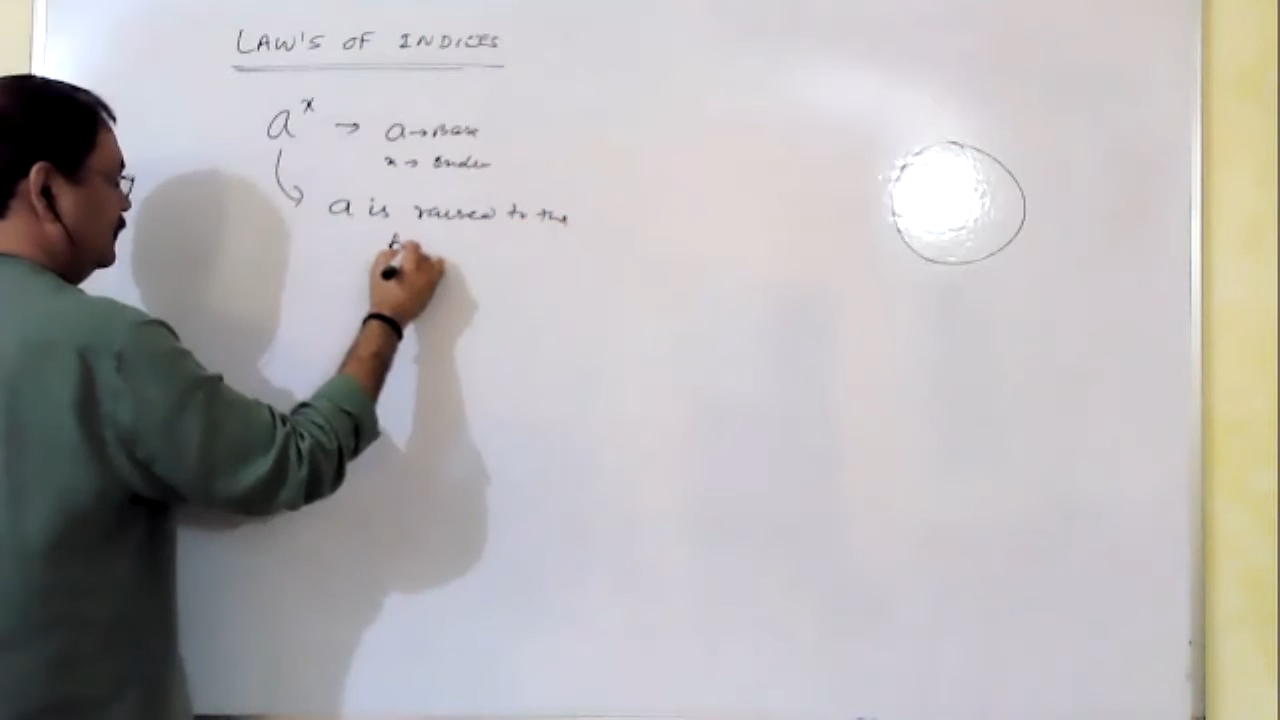 LAW'S OF INDICES
a^x → a → Base
x → Index
a is raised to the